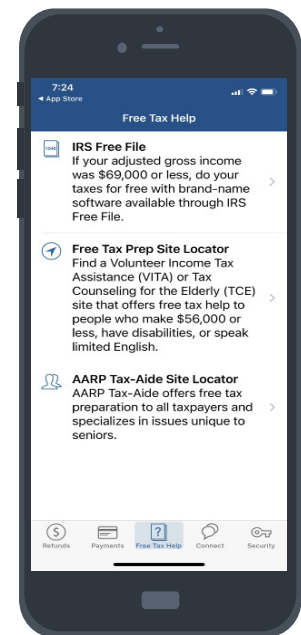 7:24
◄ App Store
Free Tax Help
1040
IRS Free File
If your adjusted gross income
was $69,000 or less, do your
taxes for free with brand-name
software available through IRS
Free File.
Free Tax Prep Site Locator
Find a Volunteer Income Tax
Assistance (VITA) or Tax
Counseling for the Elderly (TCE)
site that offers free tax help to
people who make $56,000 or
less, have disabilities, or speak
limited English.
AARP Tax-Aide Site Locator
AARP Tax-Aide offers free tax
preparation to all taxpayers and
specializes in issues unique to
seniors.
$ ?
Refunds Payments Free Tax Help Connect Security